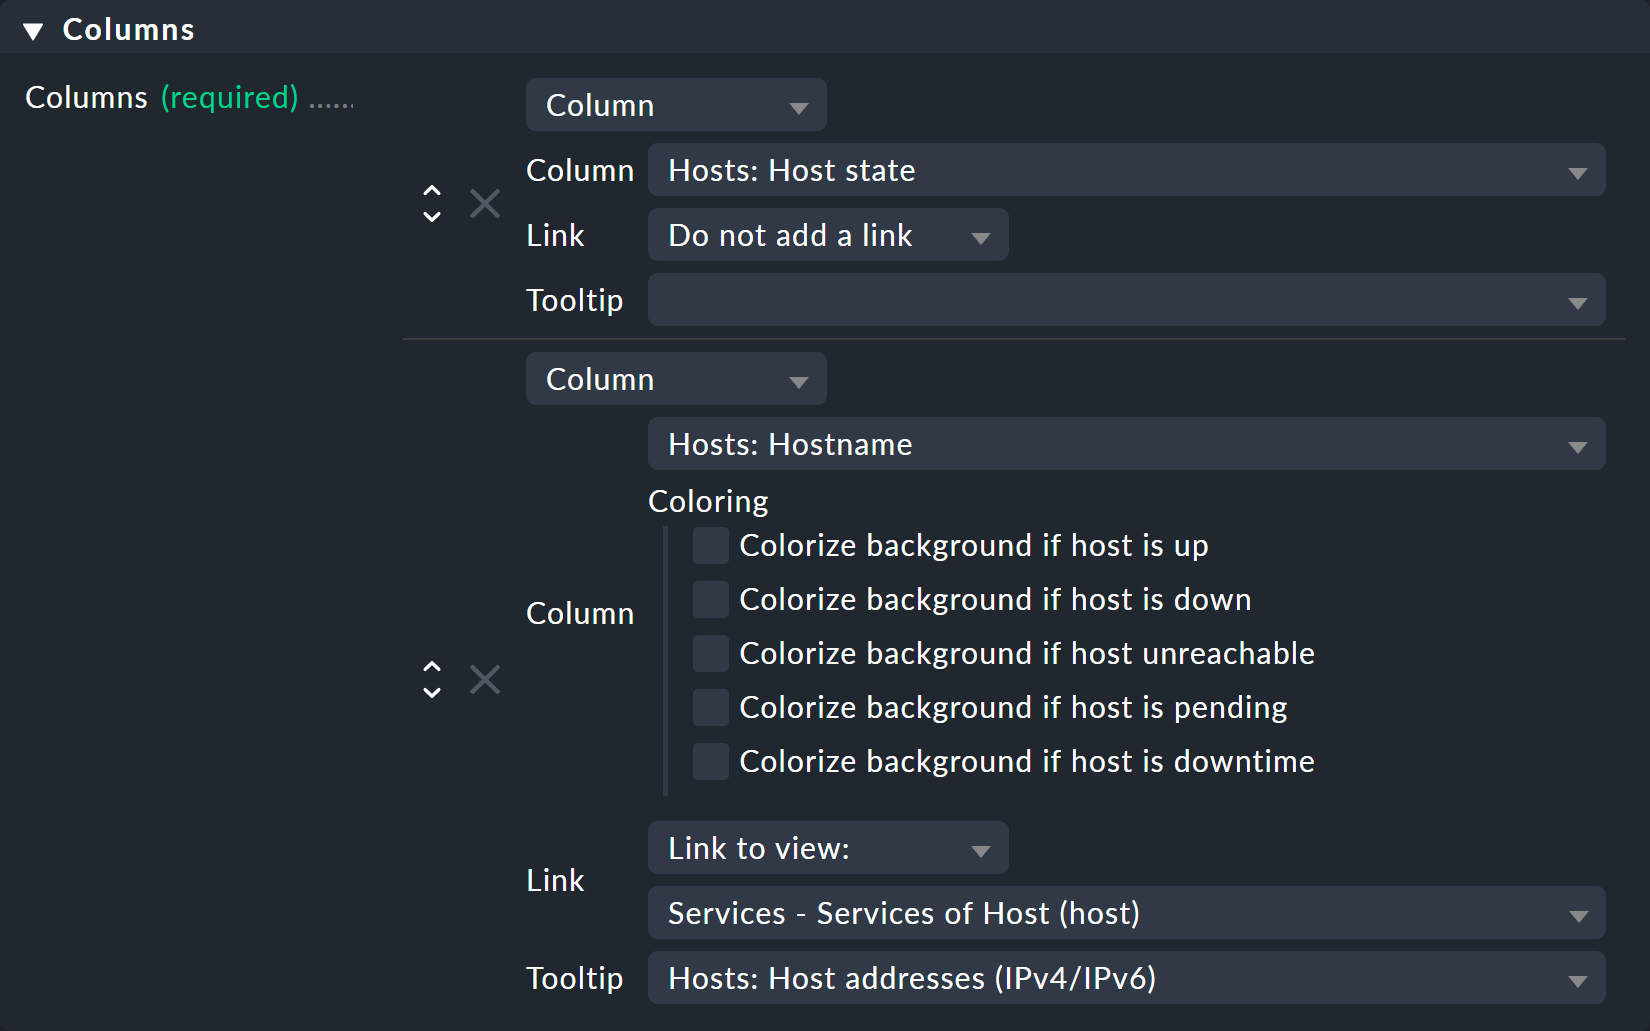 Columns
Columns (required) ......
Column
Column Hosts: Host state
Link Do not add a link
Tooltip
Column
Hosts: Hostname
Coloring
Colorize background if host is up
Colorize background if host is down
Column
Colorize background if host unreachable
Colorize background if host is pending
Colorize background if host is downtime
Link to view:
Link
Services - Services of Host (host)
Tooltip Hosts: Host addresses (IPv4/IPv6)